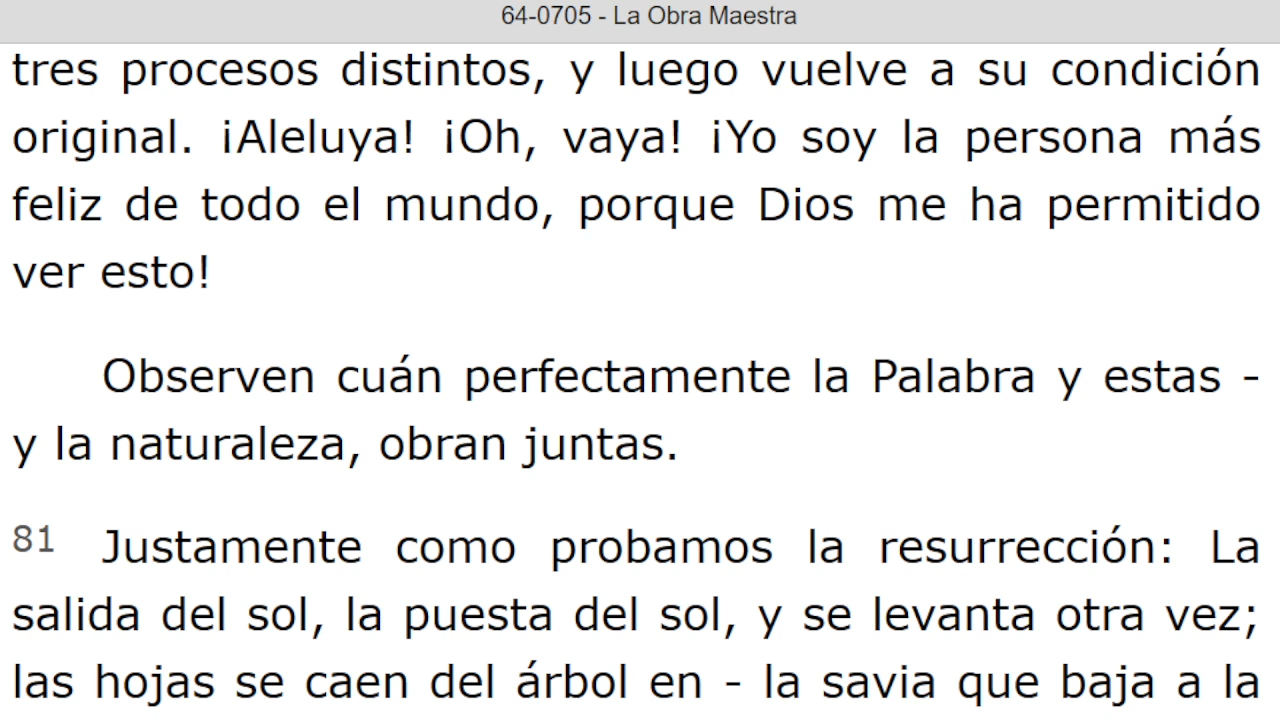 64-0705 - La Obra Maestra
tres procesos distintos, y luego vuelve a su condición
original. ¡Aleluya! ¡Oh, vaya! ¡Yo soy la persona más
feliz de todo el mundo, porque Dios me ha permitido
ver esto!
Observen cuán perfectamente la Palabra y estas -
y la naturaleza, obran juntas.
81 Justamente como probamos la resurrección: La
salida del sol, la puesta del sol, y se levanta otra vez;
las hojas se caen del árbol en - la savia que baja a la